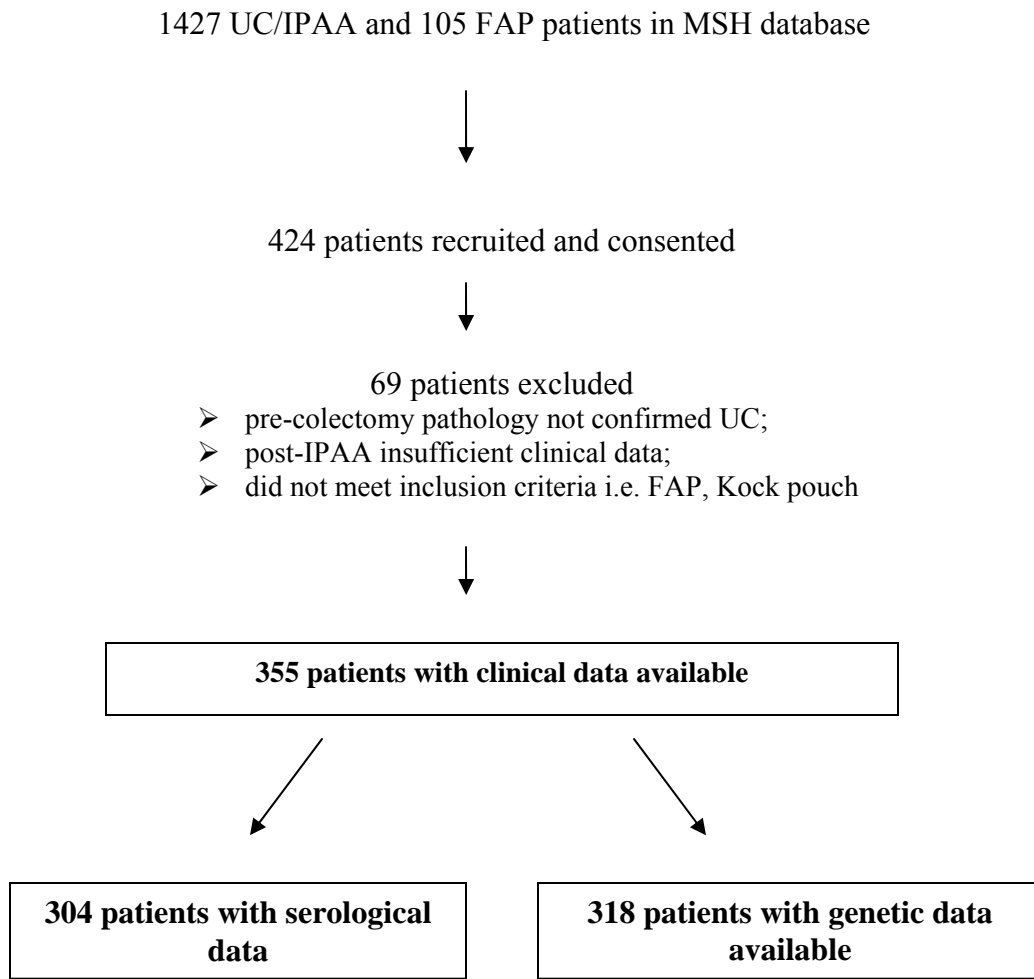 1427 UC/IPAA and 105 FAP patients in MSH database
424 patients recruited and consented
69 patients excluded
➢ pre-colectomy pathology not confirmed UC;
➢ post-IPAA insufficient clinical data;
➢ did not meet inclusion criteria i.e. FAP, Kock pouch
355 patients with clinical data available
304 patients with serological
data
318 patients with genetic data
available